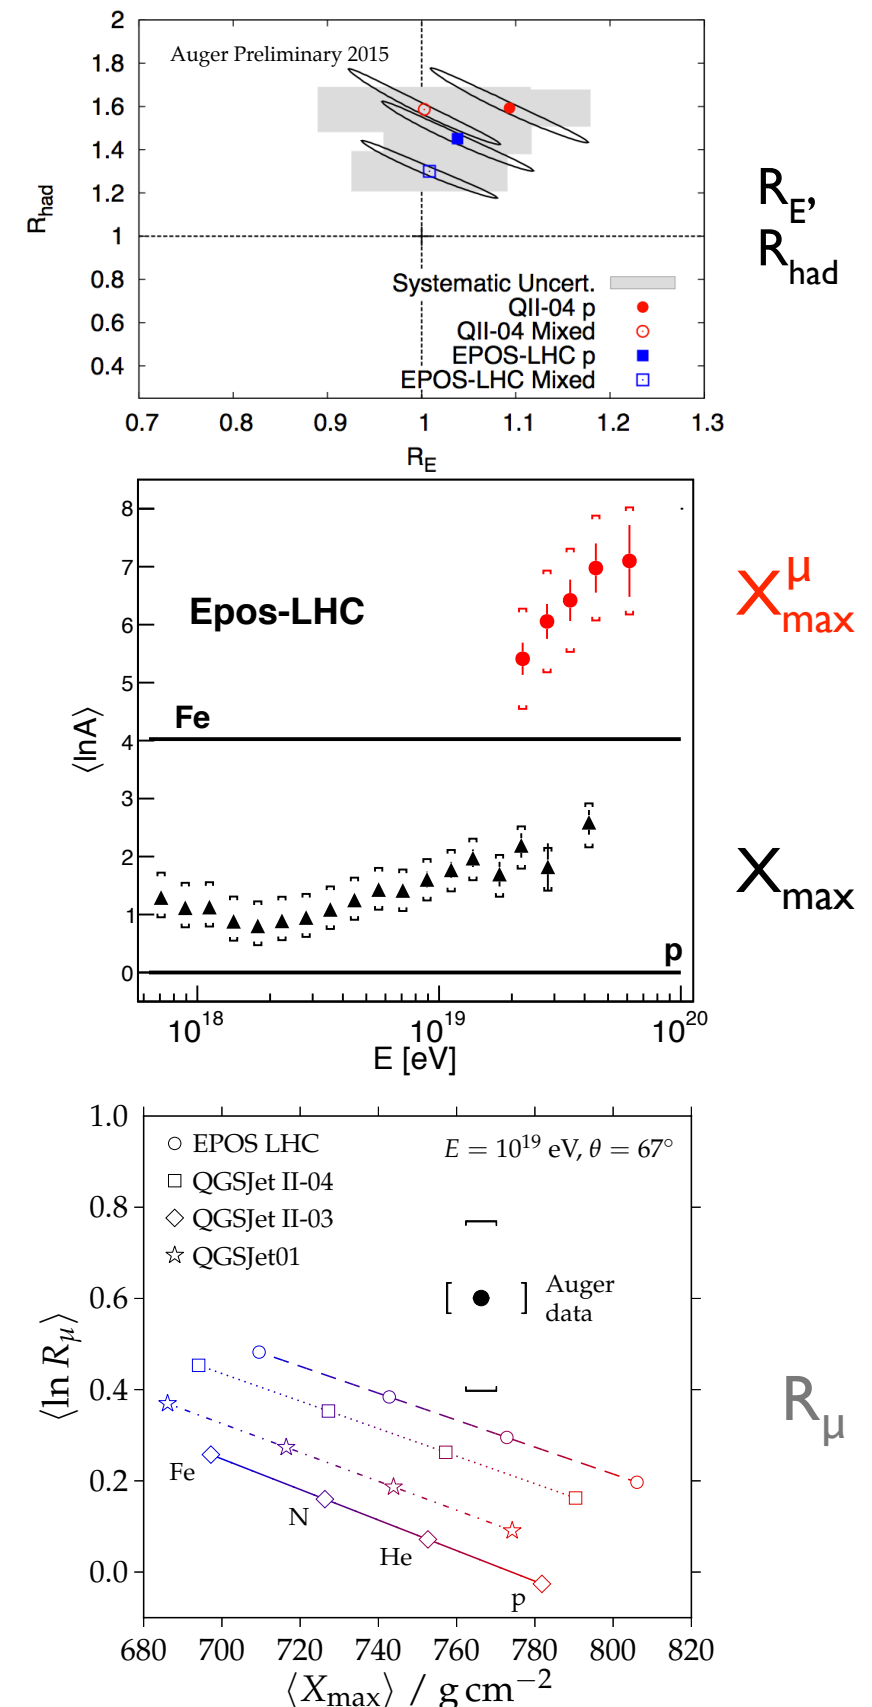 2
1.8
1.6
1.4
1.2
1
0.8
0.6
0.4
R_had
Auger Preliminary 2015
Systematic Uncert.
QII-04 p
QII-04 Mixed
EPOS-LHC p
EPOS-LHC Mixed
0.7 0.8 0.9 1 1.1 1.2 1.3
R_E
R_E,
R_had
8
7
6
5
4
3
2
1
0
⟨lnA⟩
Epos-LHC
Fe
p
10^18 10^19 10^20
E [eV]
X^μ_max
X_max
1.0
0.8
0.6
0.4
0.2
0.0
⟨ln R_μ⟩
EPOS LHC
QGSJet II-04
QGSJet II-03
QGSJet01
E = 10^19 eV, θ = 67°
Auger
data
Fe
N
He
p
680 700 720 740 760 780 800 820
⟨X_max⟩ / g cm^−2
R_μ